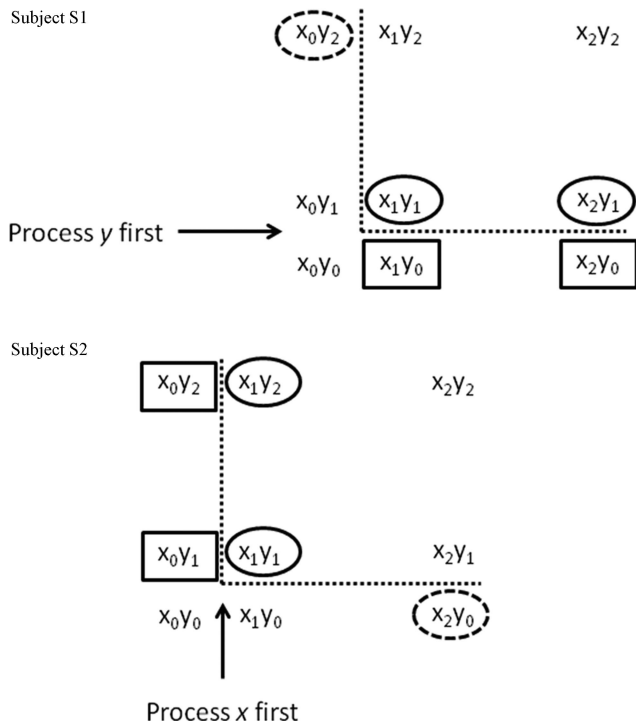 Subject S1
x₀y₂ x₁y₂ x₂y₂
x₀y₁ x₁y₁ x₂y₁
Process y first
x₀y₀ x₁y₀ x₂y₀
Subject S2
x₀y₂ x₁y₂ x₂y₂
x₀y₁ x₁y₁ x₂y₁
x₀y₀ x₁y₀ x₂y₀
Process x first